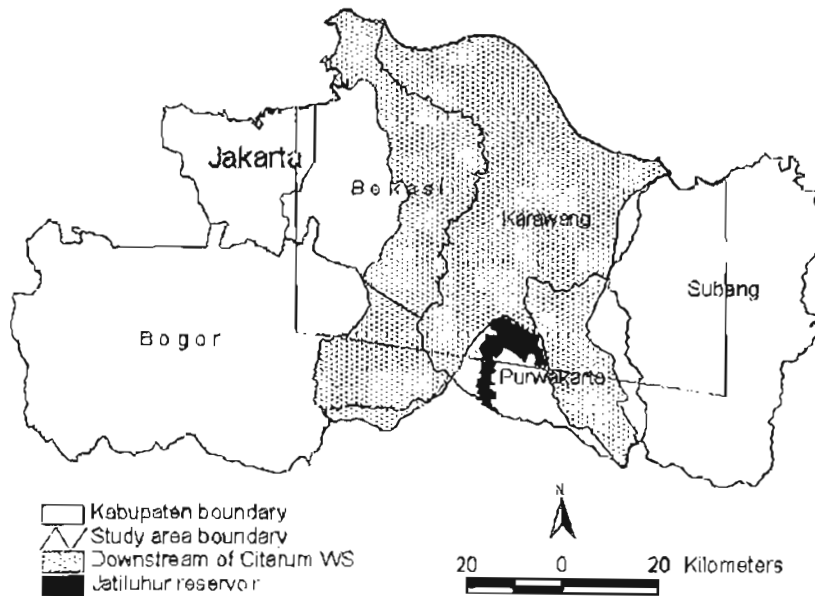 Jakarta
Bekasi
Karawang
Subang
Bogor
Purwakarta
Kabupaten boundary
Study area boundary
Downstream of Citarum WS
Jatiluhur reservoir
N
20 0 20 Kilometers